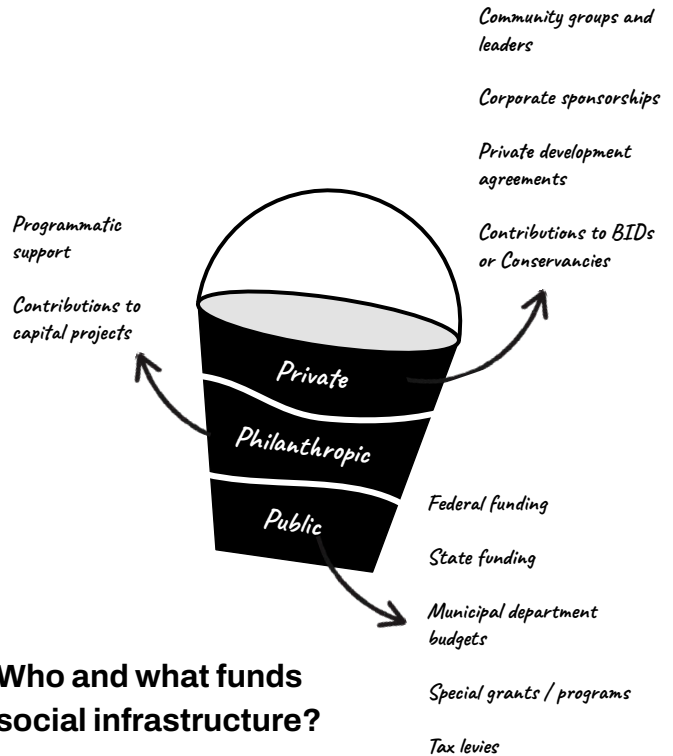 Community groups and
leaders
Corporate sponsorships
Private development
agreements
Contributions to BIDs
or Conservancies
Programmatic
support
Contributions to
capital projects
Private
Philanthropic
Public
Federal funding
State funding
Municipal department
budgets
Special grants / programs
Tax levies
Who and what funds
social infrastructure?